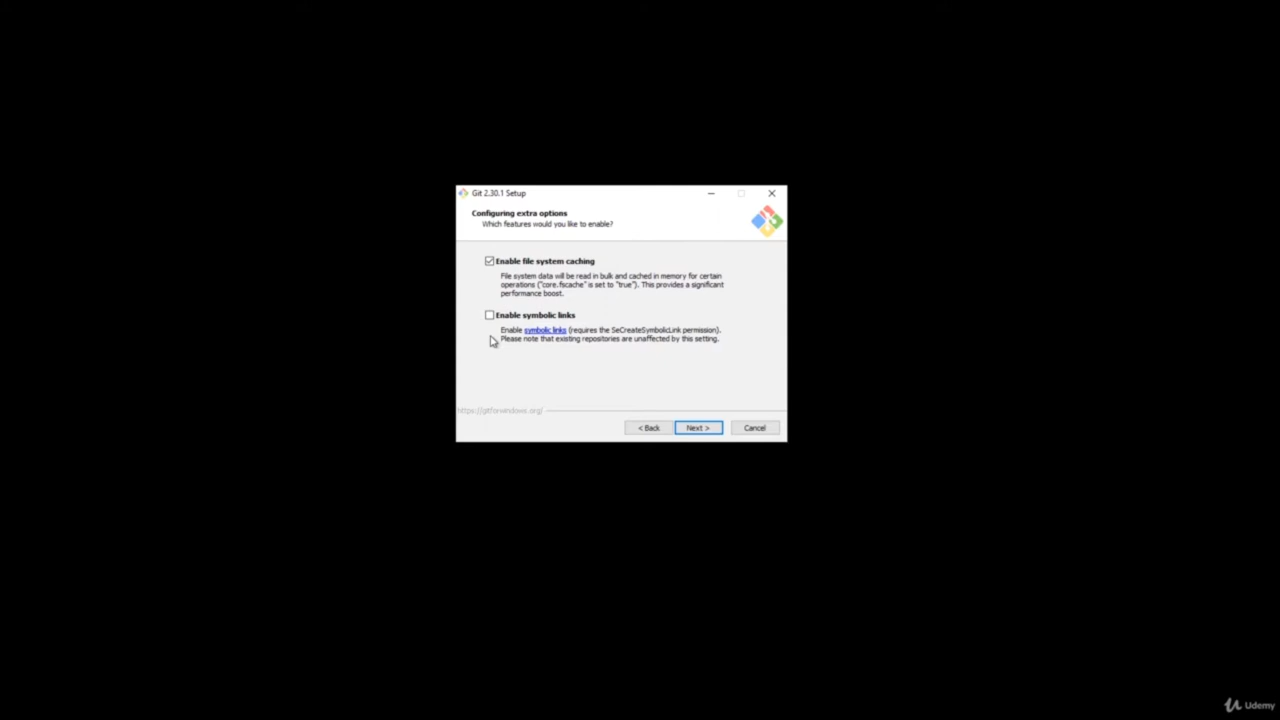 Git 2.30.1 Setup
Configuring extra options
Which features would you like to enable?
Enable file system caching
File system data will be read in bulk and cached in memory for certain
operations ("core.fscache" is set to "true"). This provides a significant
performance boost.
Enable symbolic links
Enable symbolic links (requires the SeCreateSymbolicLink permission).
Please note that existing repositories are unaffected by this setting.
https://gitforwindows.org/
< Back
Next >
Cancel
Udemy